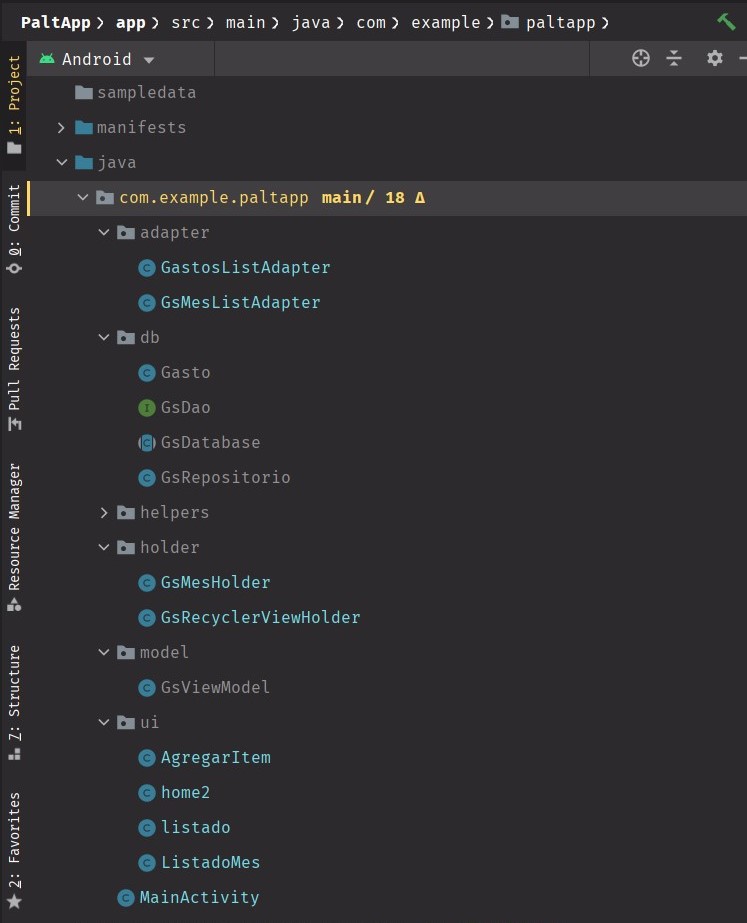 PaltApp > app > src > main > java > com > example > paltapp >
Android
1: Project
sampledata
manifests
java
com.example.paltapp main / 18 Δ
adapter
GastosListAdapter
GsMesListAdapter
db
Gasto
GsDao
GsDatabase
GsRepositorio
helpers
holder
GsMesHolder
GsRecyclerViewHolder
model
GsViewModel
ui
AgregarItem
home2
listado
ListadoMes
MainActivity
0: Commit
Pull Requests
Resource Manager
7: Structure
2: Favorites